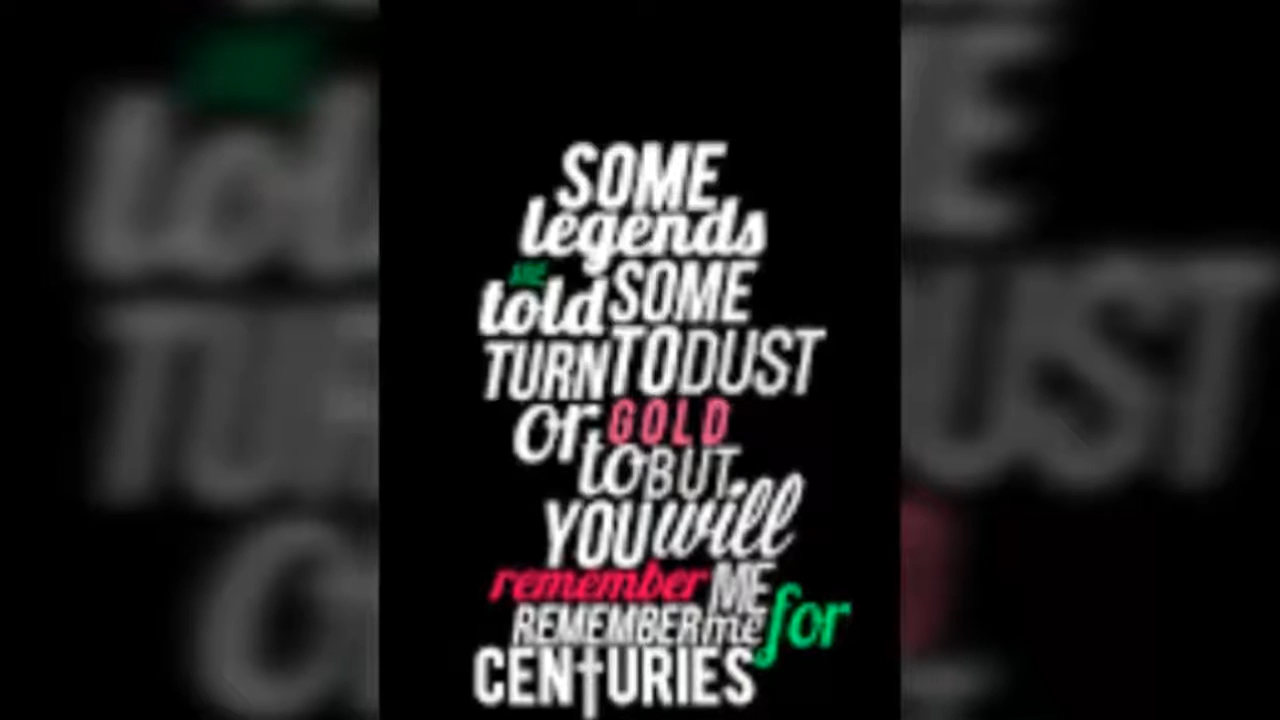 SOME
legends
ARE
told SOME
TURN TO DUST
or GOLD
to BUT
YOU will
remember ME
REMEMBER me for
CENTURIES